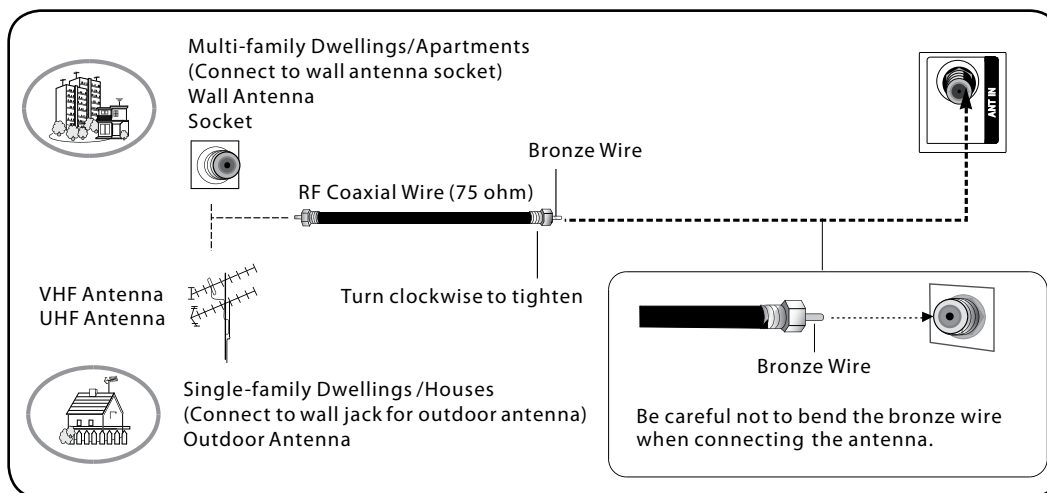 Multi-family Dwellings/Apartments
(Connect to wall antenna socket)
Wall Antenna
Socket
ANT IN
Bronze Wire
RF Coaxial Wire (75 ohm)
VHF Antenna
UHF Antenna
Turn clockwise to tighten
Bronze Wire
Single-family Dwellings /Houses
(Connect to wall jack for outdoor antenna)
Outdoor Antenna
Be careful not to bend the bronze wire
when connecting the antenna.